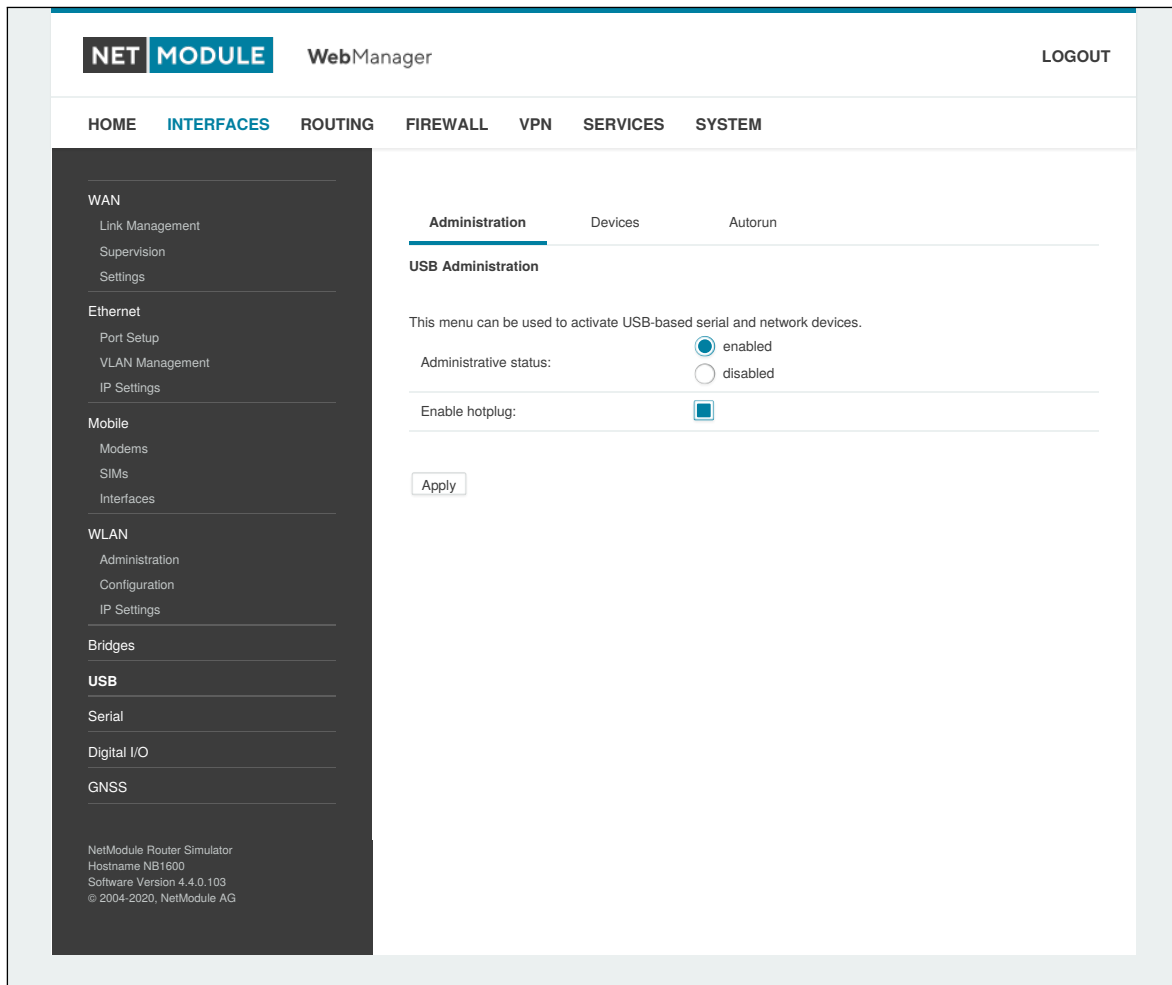 NET MODULE WebManager LOGOUT
HOME INTERFACES ROUTING FIREWALL VPN SERVICES SYSTEM
WAN
Link Management
Supervision
Settings
Ethernet
Port Setup
VLAN Management
IP Settings
Mobile
Modems
SIMs
Interfaces
WLAN
Administration
Configuration
IP Settings
Bridges
USB
Serial
Digital I/O
GNSS
NetModule Router Simulator
Hostname NB1600
Software Version 4.4.0.103
© 2004-2020, NetModule AG
Administration Devices Autorun
USB Administration
This menu can be used to activate USB-based serial and network devices.
Administrative status:
enabled
disabled
Enable hotplug:
Apply